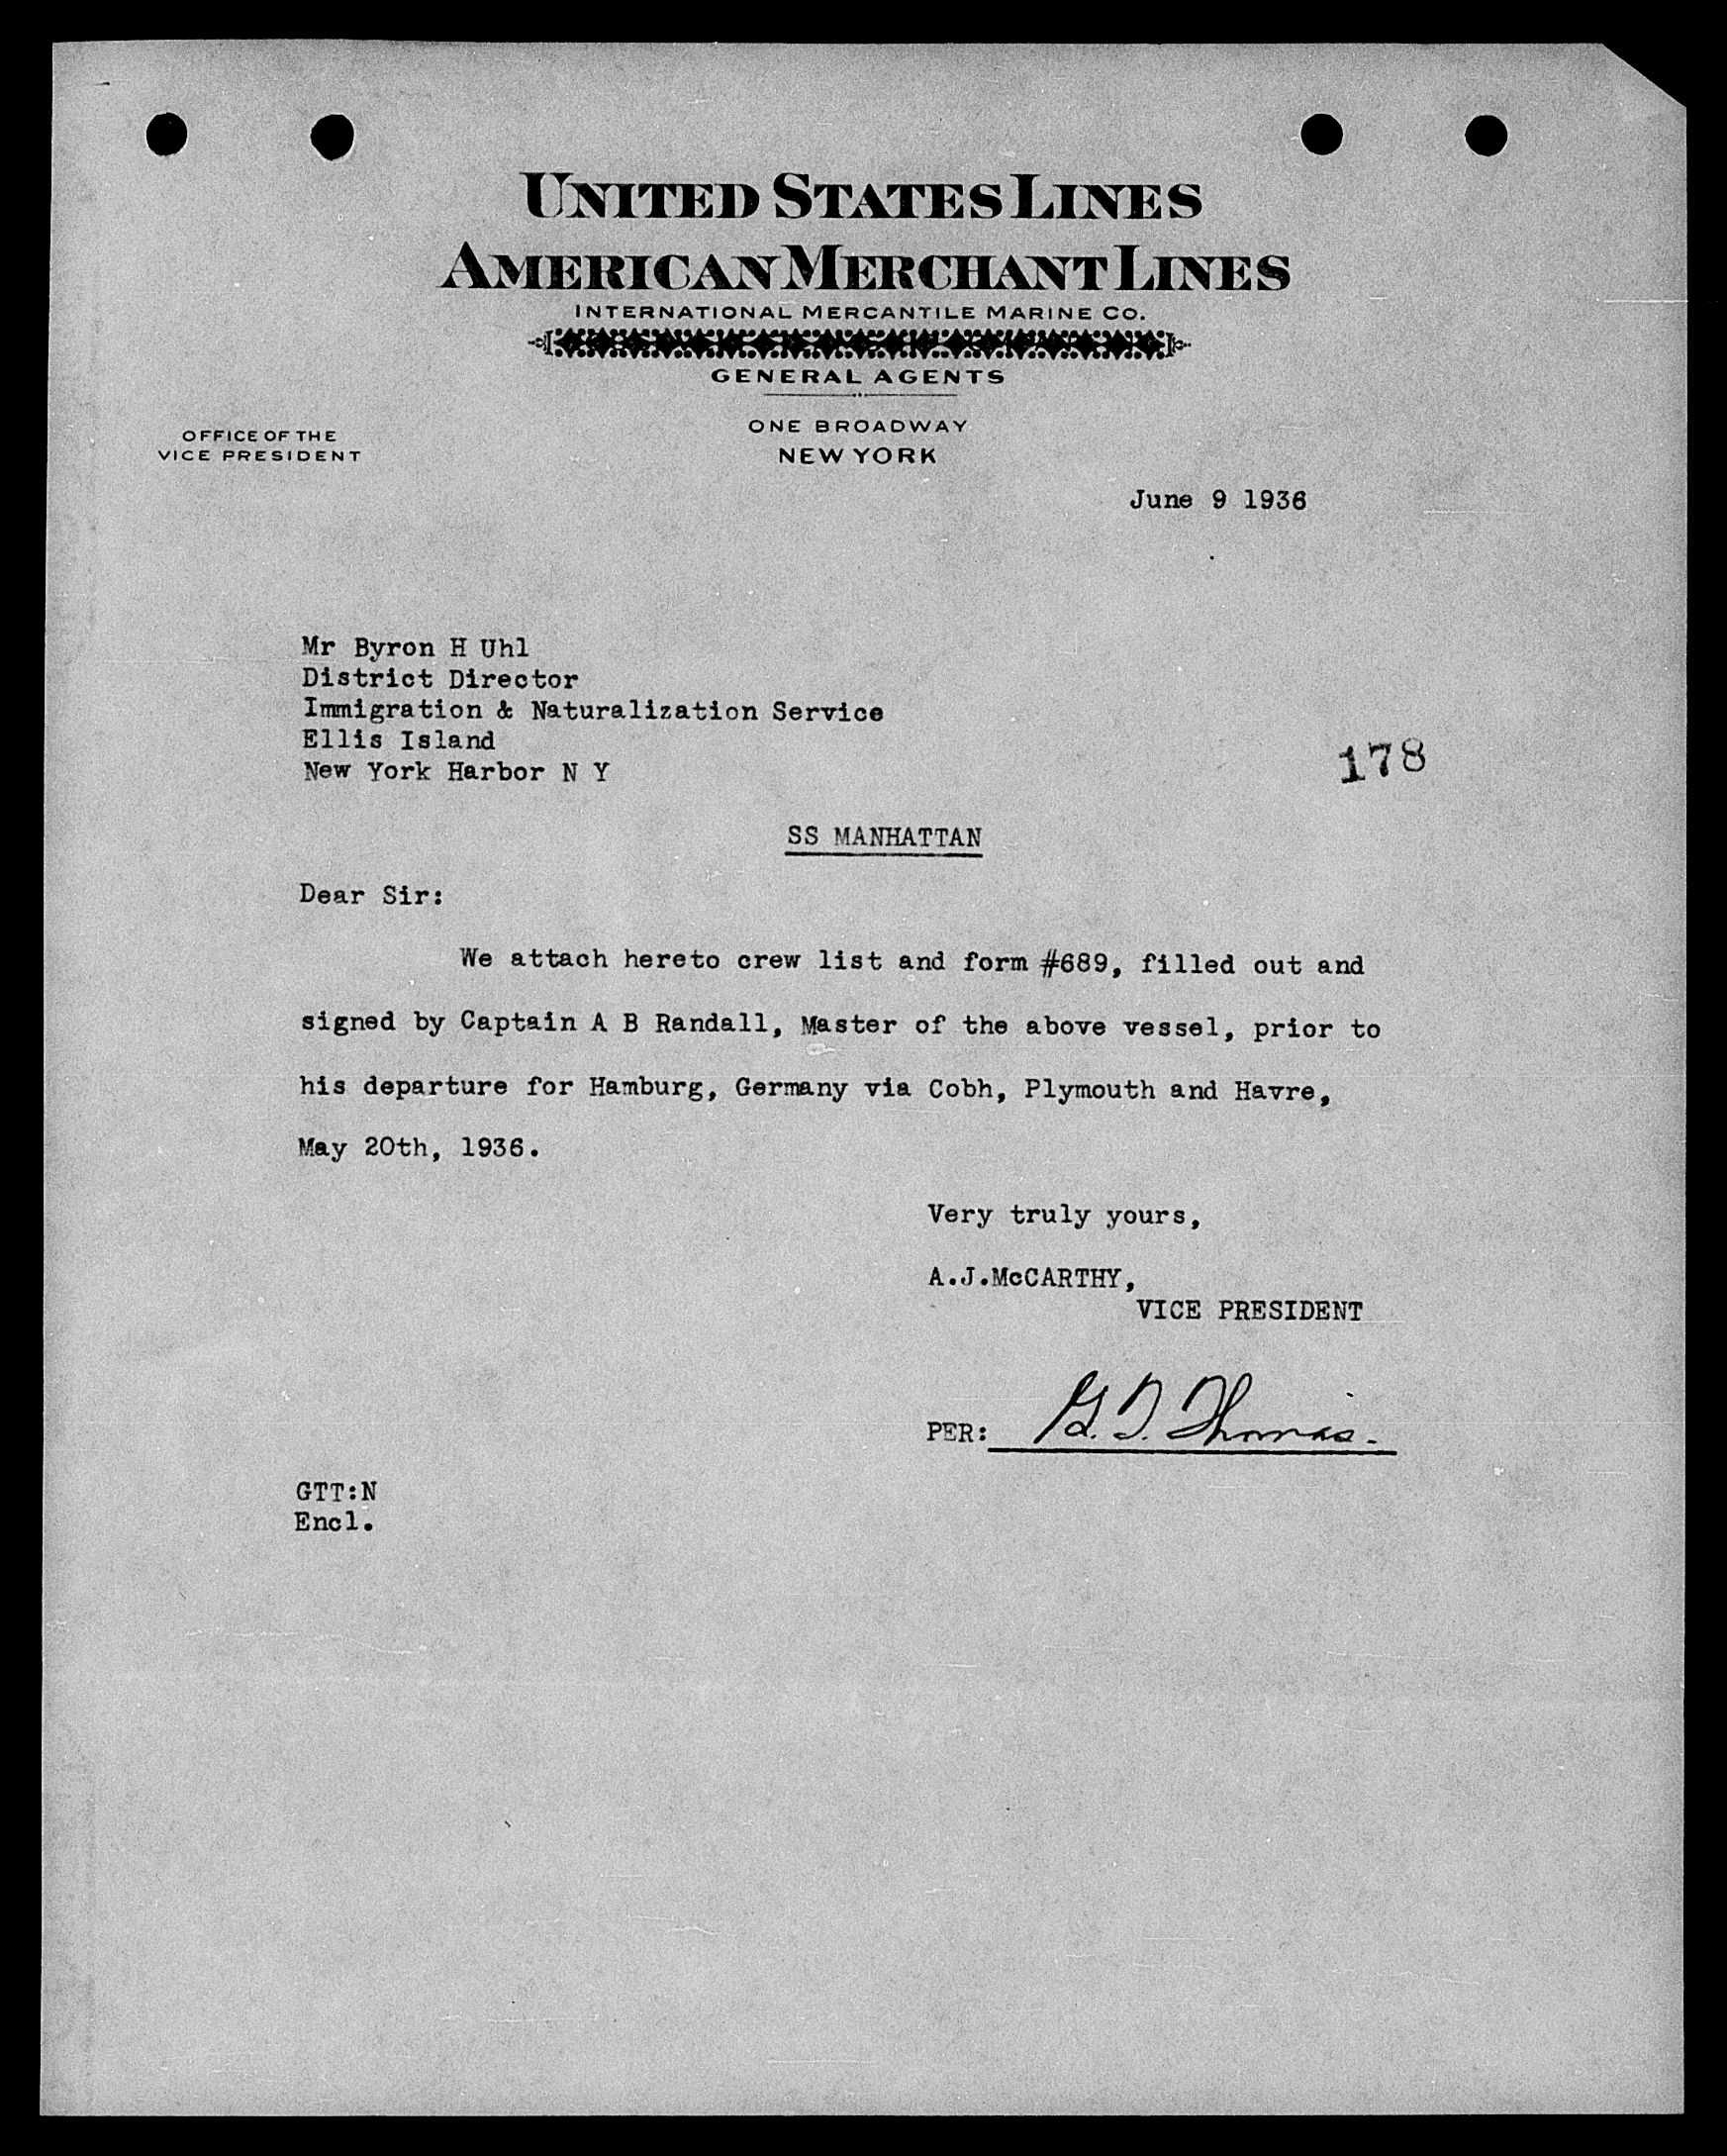 UNITED STATES LINES
AMERICAN MERCHANT LINES
INTERNATIONAL MERCANTILE MARINE CO.
GENERAL AGENTS
OFFICE OF THE
VICE PRESIDENT
ONE BROADWAY
NEW YORK
June 9 1936
Mr Byron H Uhl
District Director
Immigration & Naturalization Service
Ellis Island
New York Harbor N Y
178
SS MANHATTAN
Dear Sir:
We attach hereto crew list and form #689, filled out and
signed by Captain A B Randall, Master of the above vessel, prior to
his departure for Hamburg, Germany via Cobh, Plymouth and Havre,
May 20th, 1936.
Very truly yours,
A.J.McCARTHY,
VICE PRESIDENT
PER: G. T. Thomas.
GTT:N
Encl.